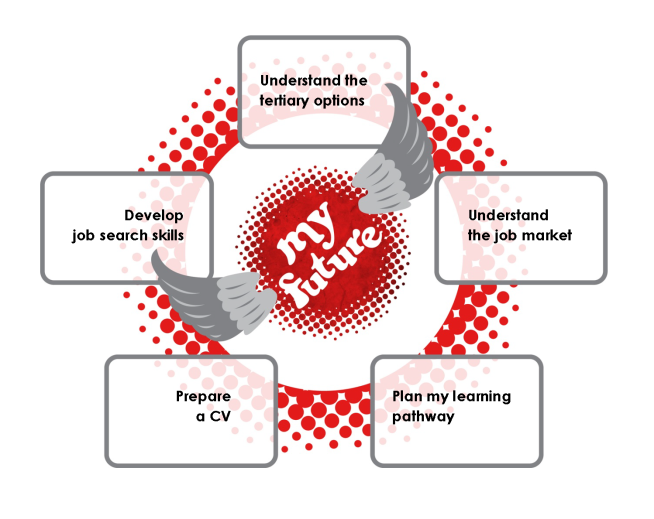 Understand the
tertiary options
Develop
job search skills
Understand
the job market
my
future
Prepare
a CV
Plan my learning
pathway